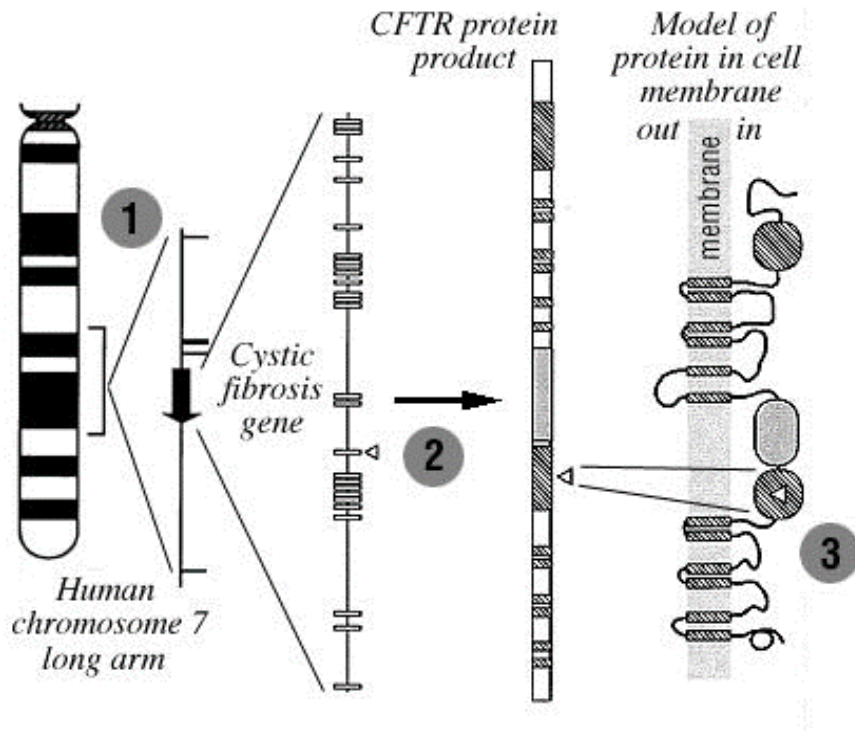 CFTR protein
product
Model of
protein in cell
membrane
out in
membrane
1
Cystic
fibrosis
gene
2
3
Human
chromosome 7
long arm